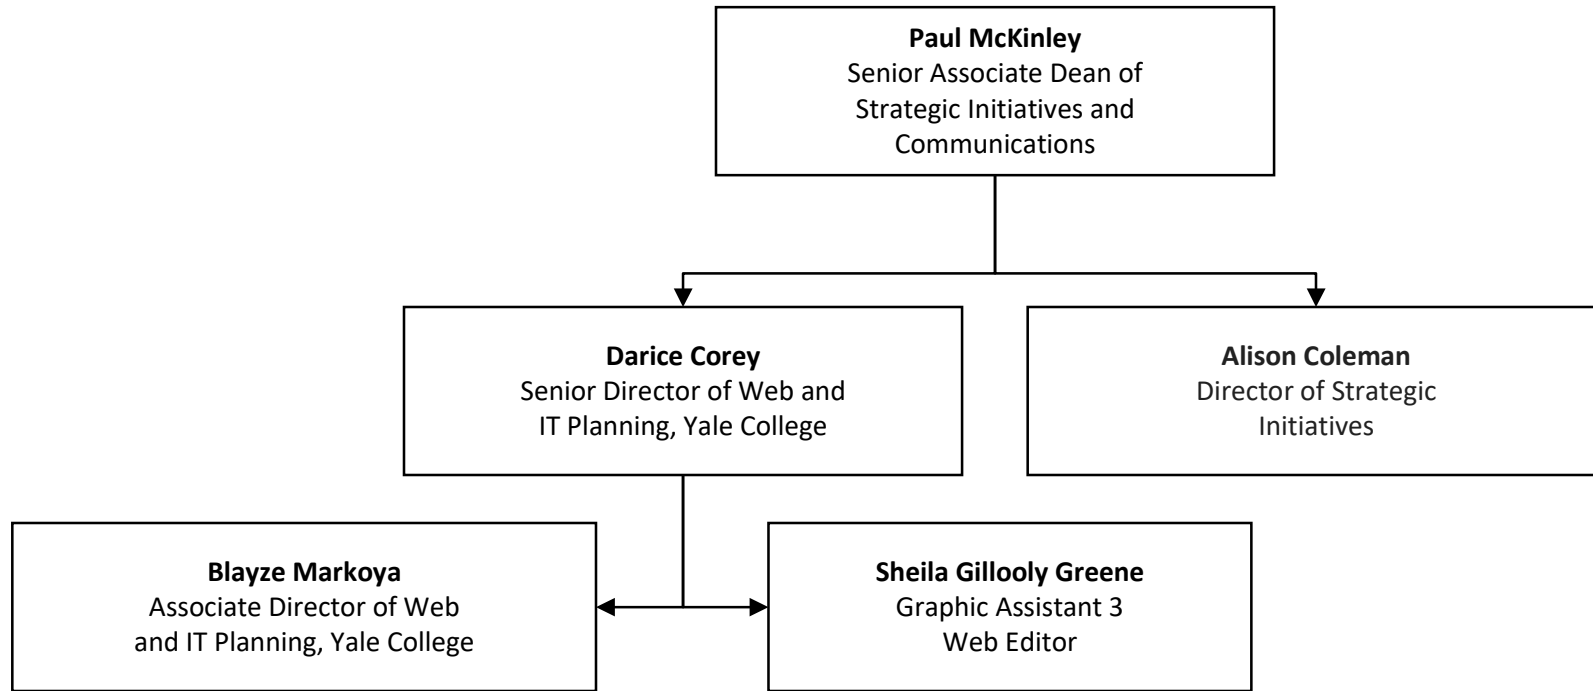 Paul McKinley
Senior Associate Dean of
Strategic Initiatives and
Communications
Darice Corey
Senior Director of Web and
IT Planning, Yale College
Alison Coleman
Director of Strategic
Initiatives
Blayze Markoya
Associate Director of Web
and IT Planning, Yale College
Sheila Gillooly Greene
Graphic Assistant 3
Web Editor